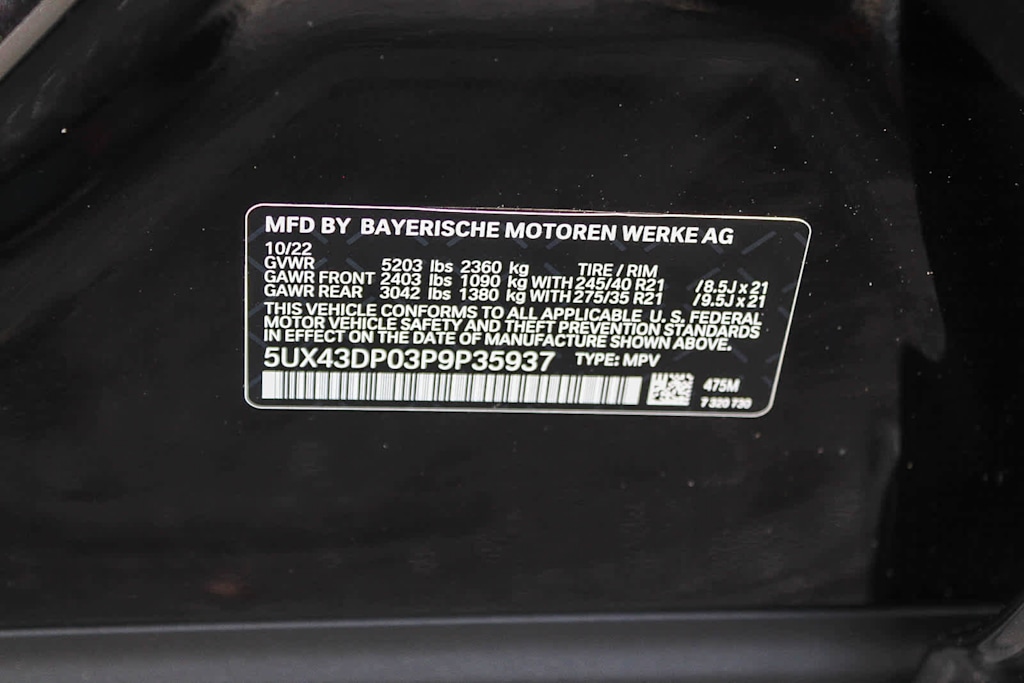 MFD BY BAYERISCHE MOTOREN WERKE AG
10/22
GVWR 5203 lbs 2360 kg TIRE / RIM
GAWR FRONT 2403 lbs 1090 kg WITH 245/40 R21 /8.5J x 21
GAWR REAR 3042 lbs 1380 kg WITH 275/35 R21 /9.5J x 21
THIS VEHICLE CONFORMS TO ALL APPLICABLE U. S. FEDERAL
MOTOR VEHICLE SAFETY AND THEFT PREVENTION STANDARDS
IN EFFECT ON THE DATE OF MANUFACTURE SHOWN ABOVE.
5UX43DP03P9P35937 TYPE: MPV
475M
7 320 730